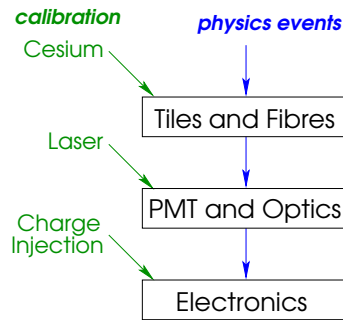 calibration
physics events
Cesium
Tiles and Fibres
Laser
PMT and Optics
Charge
Injection
Electronics